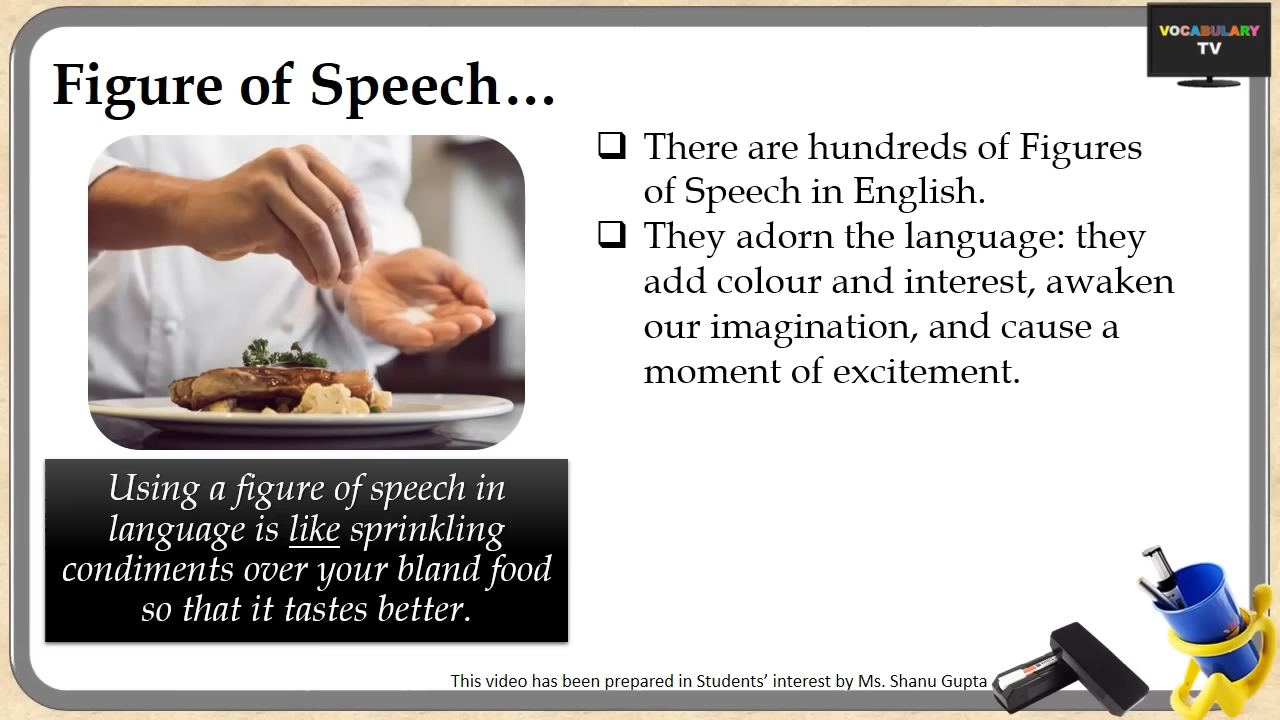 VOCABULARY
TV
Figure of Speech…
There are hundreds of Figures
of Speech in English.
They adorn the language: they
add colour and interest, awaken
our imagination, and cause a
moment of excitement.
Using a figure of speech in
language is like sprinkling
condiments over your bland food
so that it tastes better.
This video has been prepared in Students’ interest by Ms. Shanu Gupta